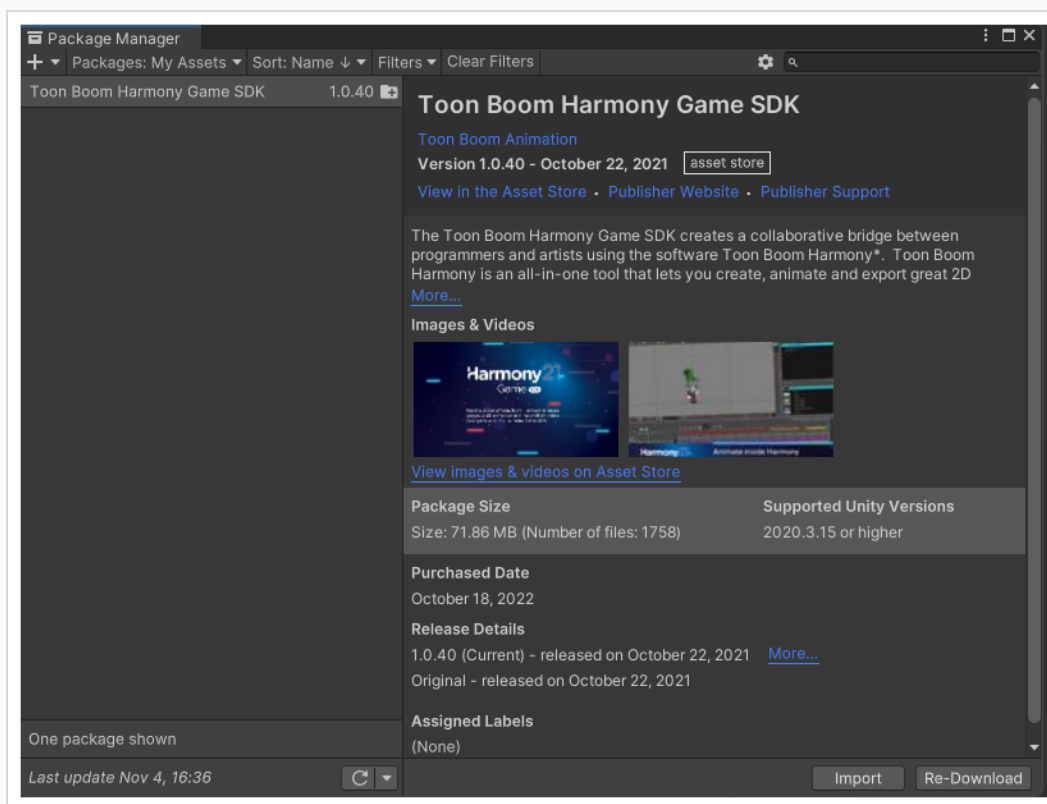 Package Manager
Packages: My Assets Sort: Name ↓ Filters Clear Filters
Toon Boom Harmony Game SDK 1.0.40
Toon Boom Harmony Game SDK
Toon Boom Animation
Version 1.0.40 - October 22, 2021 asset store
View in the Asset Store • Publisher Website • Publisher Support
The Toon Boom Harmony Game SDK creates a collaborative bridge between
programmers and artists using the software Toon Boom Harmony*. Toon Boom
Harmony is an all-in-one tool that lets you create, animate and export great 2D
More...
Images & Videos
Harmony 21
Game
Harmony Animate inside Harmony
View images & videos on Asset Store
Package Size Supported Unity Versions
Size: 71.86 MB (Number of files: 1758) 2020.3.15 or higher
Purchased Date
October 18, 2022
Release Details
1.0.40 (Current) - released on October 22, 2021 More...
Original - released on October 22, 2021
Assigned Labels
(None)
One package shown
Last update Nov 4, 16:36
Import Re-Download